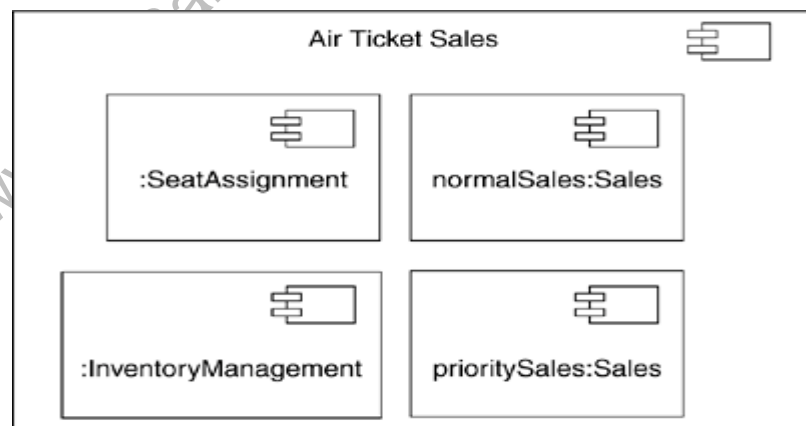 Air Ticket Sales
:SeatAssignment
normalSales:Sales
:InventoryManagement
prioritySales:Sales